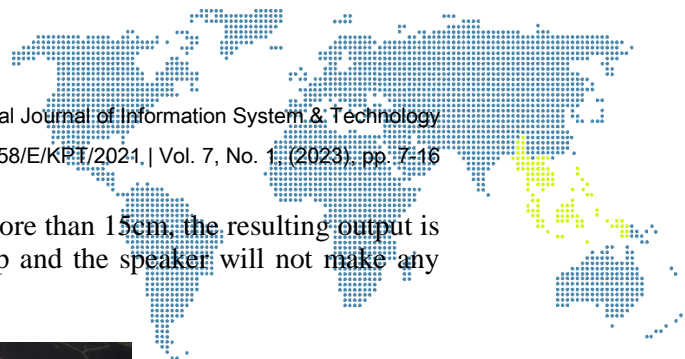 al Journal of Information System & Technology
58/E/KPT/2021 | Vol. 7, No. 1, (2023), pp. 7-16
ore than 15cm, the resulting output is
p and the speaker will not make any